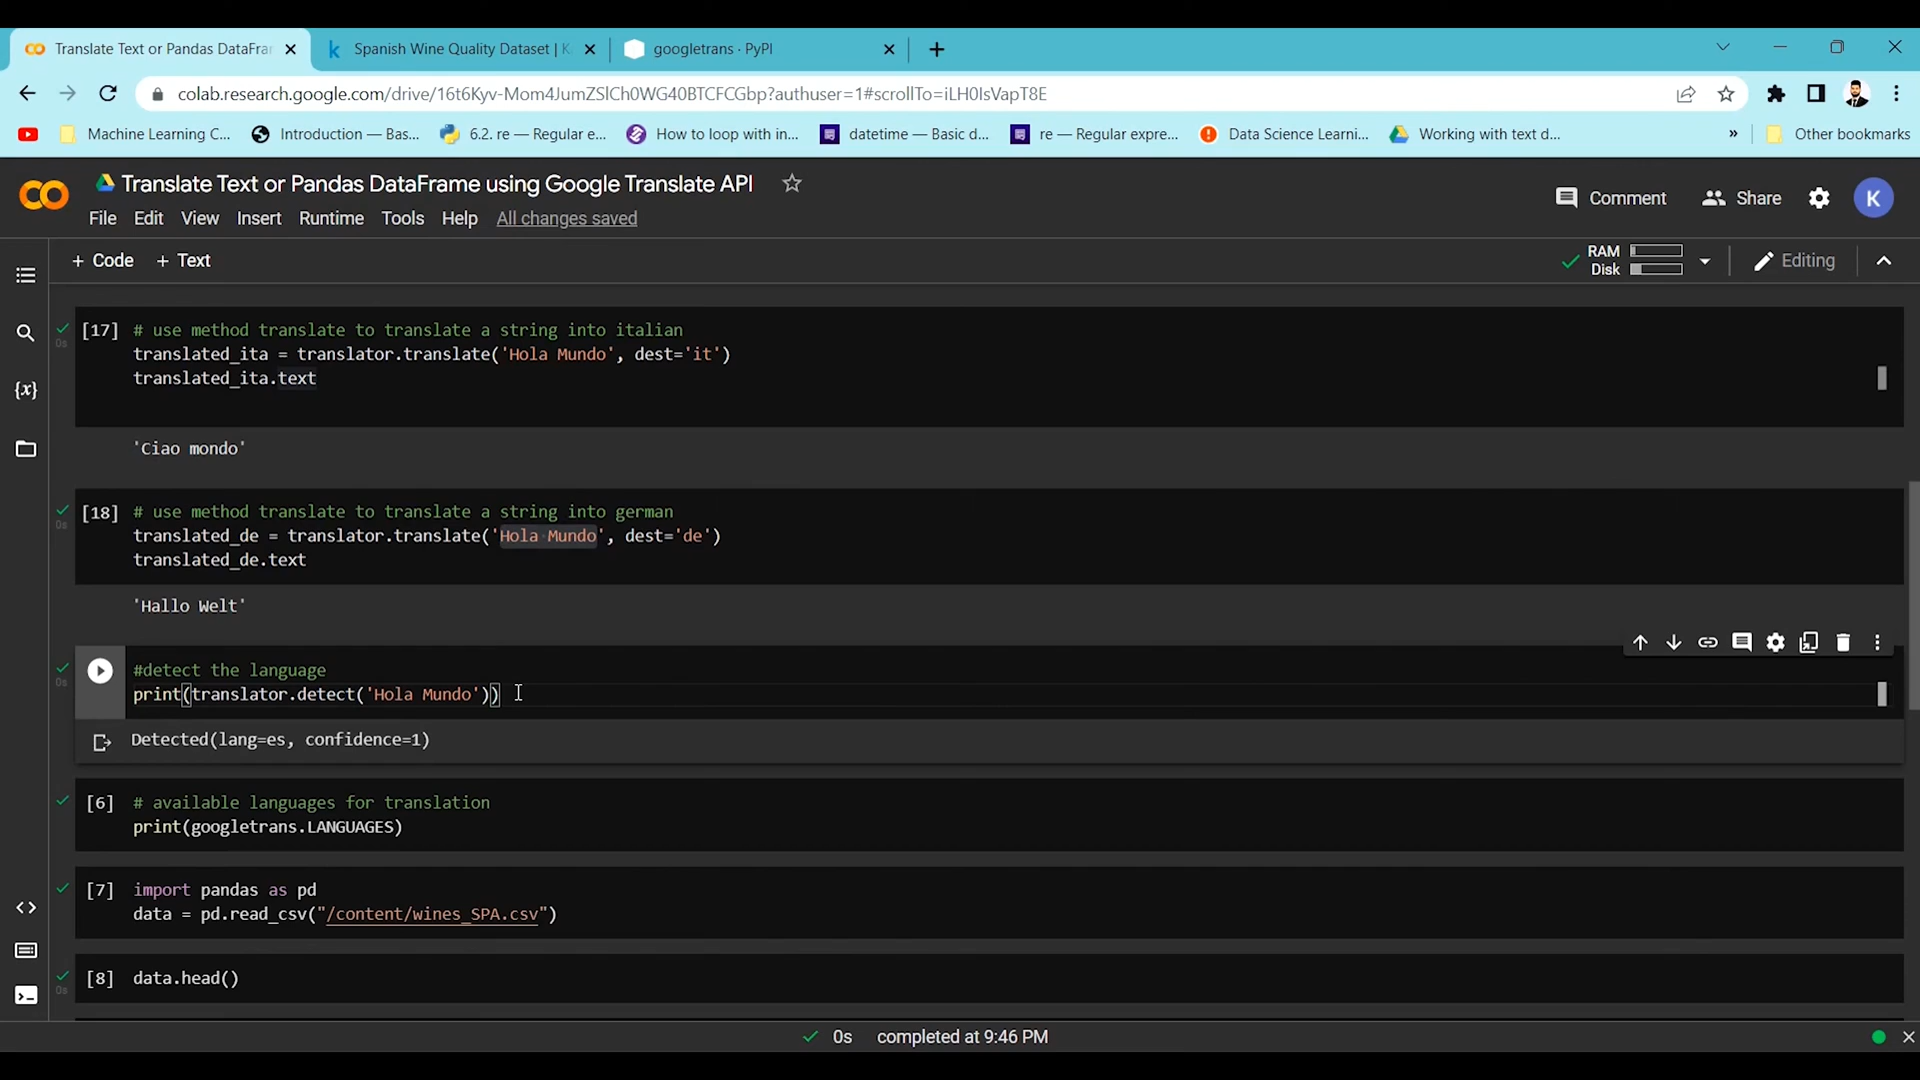 Translate Text or Pandas DataFra
Spanish Wine Quality Dataset | K
googletrans · PyPI
colab.research.google.com/drive/16t6Kyv-Mom4JumZSlCh0WG40BTCFCGbp?authuser=1#scrollTo=iLH0IsVapT8E
Machine Learning C...
Introduction — Bas...
6.2. re — Regular e...
How to loop with in...
datetime — Basic d...
re — Regular expre...
Data Science Learni...
Working with text d...
»
Other bookmarks
Translate Text or Pandas DataFrame using Google Translate API
Comment
Share
K
File Edit View Insert Runtime Tools Help All changes saved
+ Code + Text
RAM
Disk
Editing
{x}
[17] # use method translate to translate a string into italian
0s
translated_ita = translator.translate('Hola Mundo', dest='it')
translated_ita.text
'Ciao mondo'
[18] # use method translate to translate a string into german
0s
translated_de = translator.translate('Hola Mundo', dest='de')
translated_de.text
'Hallo Welt'
#detect the language
0s
print(translator.detect('Hola Mundo'))
Detected(lang=es, confidence=1)
[6] # available languages for translation
print(googletrans.LANGUAGES)
[7] import pandas as pd
data = pd.read_csv("/content/wines_SPA.csv")
[8] data.head()
0s
0s completed at 9:46 PM